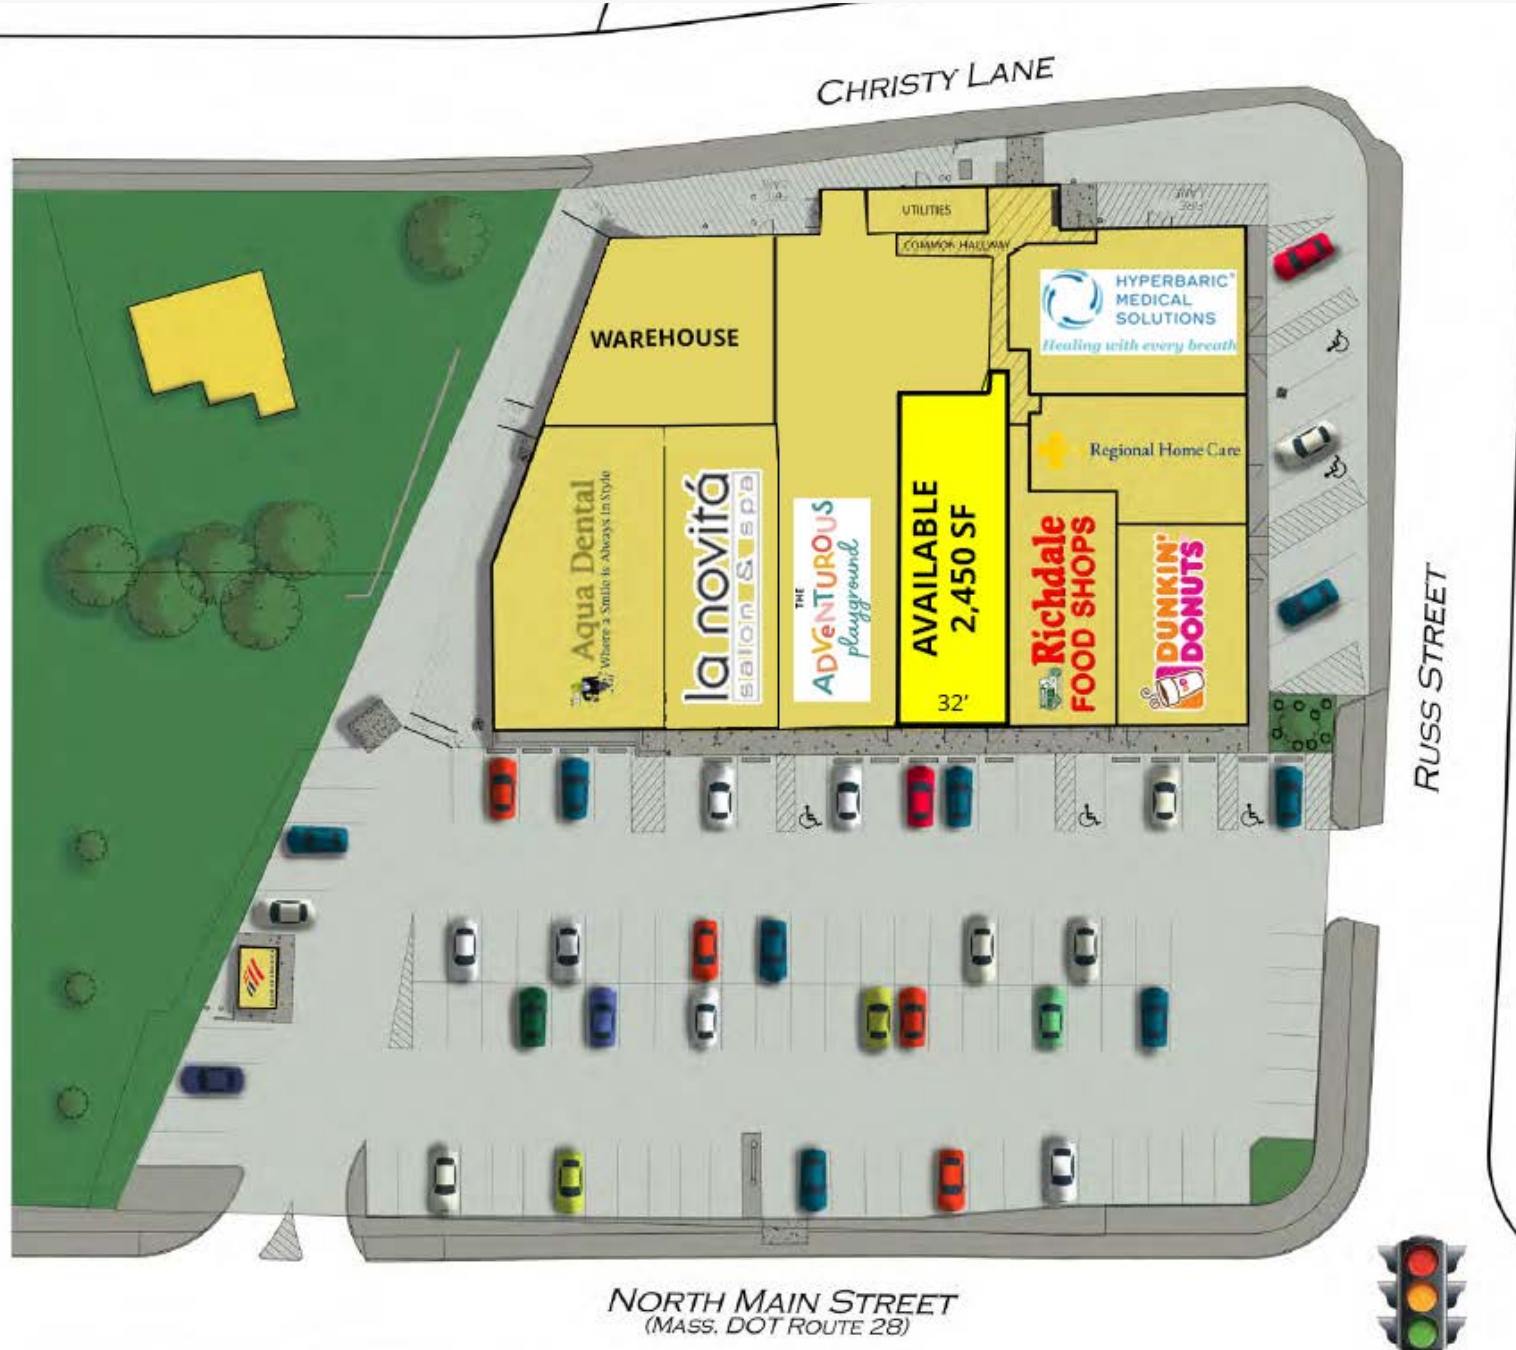 CHRISTY LANE
UTILITIES
COMMON HALLWAY
WAREHOUSE
HYPERBARIC
MEDICAL
SOLUTIONS
Healing with every breath
Regional Home Care
Aqua Dental
Where a Smile is Always In Style
la novitá
salon & spa
THE
ADVENTUROUS
playground
AVAILABLE
2,450 SF
32'
Richdale
FOOD SHOPS
DUNKIN'
DONUTS
RUSS STREET
NORTH MAIN STREET
(MASS. DOT ROUTE 28)